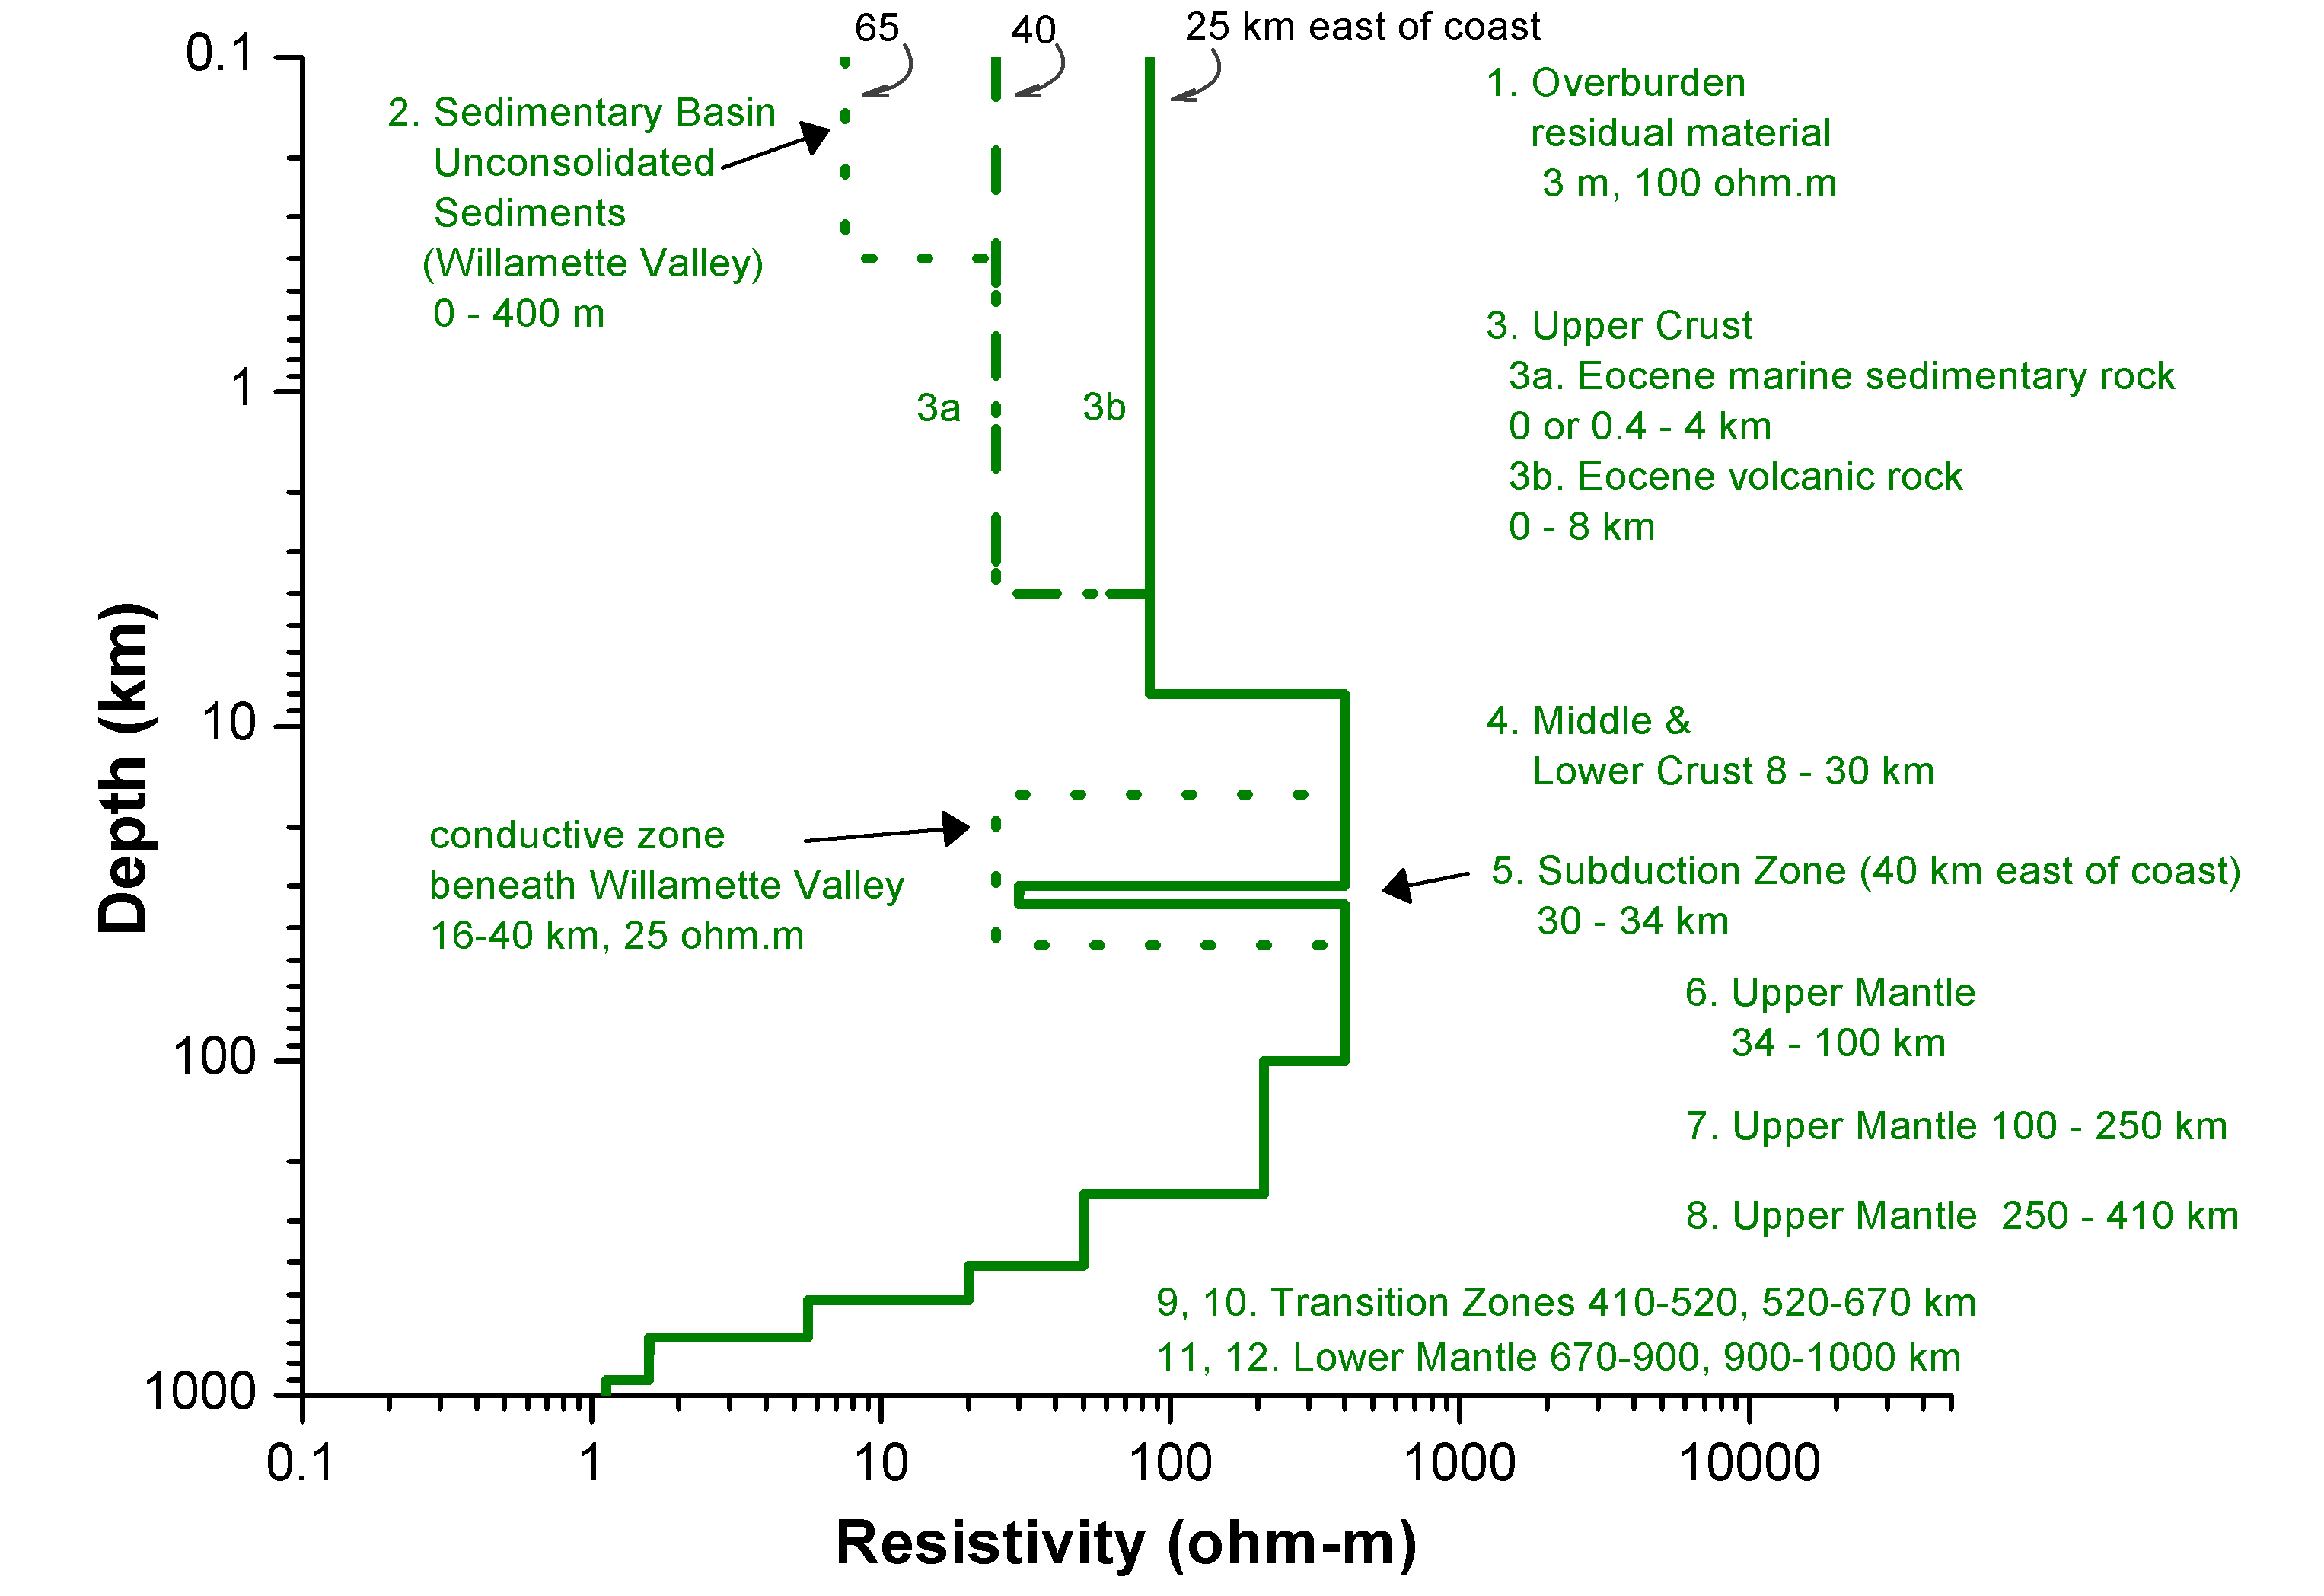 65
40
25 km east of coast
0.1
1
10
100
1000
Depth (km)
2. Sedimentary Basin
Unconsolidated
Sediments
(Willamette Valley)
0 - 400 m
1. Overburden
residual material
3 m, 100 ohm.m
3. Upper Crust
3a. Eocene marine sedimentary rock
0 or 0.4 - 4 km
3b. Eocene volcanic rock
0 - 8 km
3a
3b
4. Middle &
Lower Crust 8 - 30 km
conductive zone
beneath Willamette Valley
16-40 km, 25 ohm.m
5. Subduction Zone (40 km east of coast)
30 - 34 km
6. Upper Mantle
34 - 100 km
7. Upper Mantle 100 - 250 km
8. Upper Mantle 250 - 410 km
9, 10. Transition Zones 410-520, 520-670 km
11, 12. Lower Mantle 670-900, 900-1000 km
0.1 1 10 100 1000 10000
Resistivity (ohm-m)